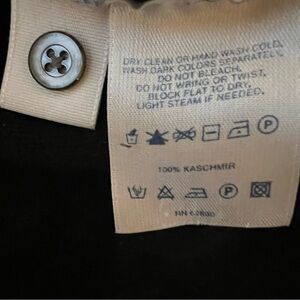 DRY CLEAN OR HAND WASH COLD.
WASH DARK COLORS SEPARATELY.
DO NOT BLEACH.
DO NOT WRING OR TWIST.
BLOCK FLAT TO DRY.
LIGHT STEAM IF NEEDED.
P
100% KASCHMIR
P